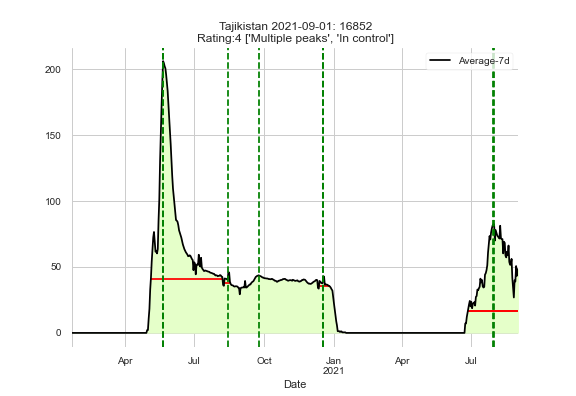 Tajikistan 2021-09-01: 16852
Rating:4 ['Multiple peaks', 'In control']
Average-7d
200
150
100
50
0
Apr
Jul
Oct
Jan
2021
Apr
Jul
Date